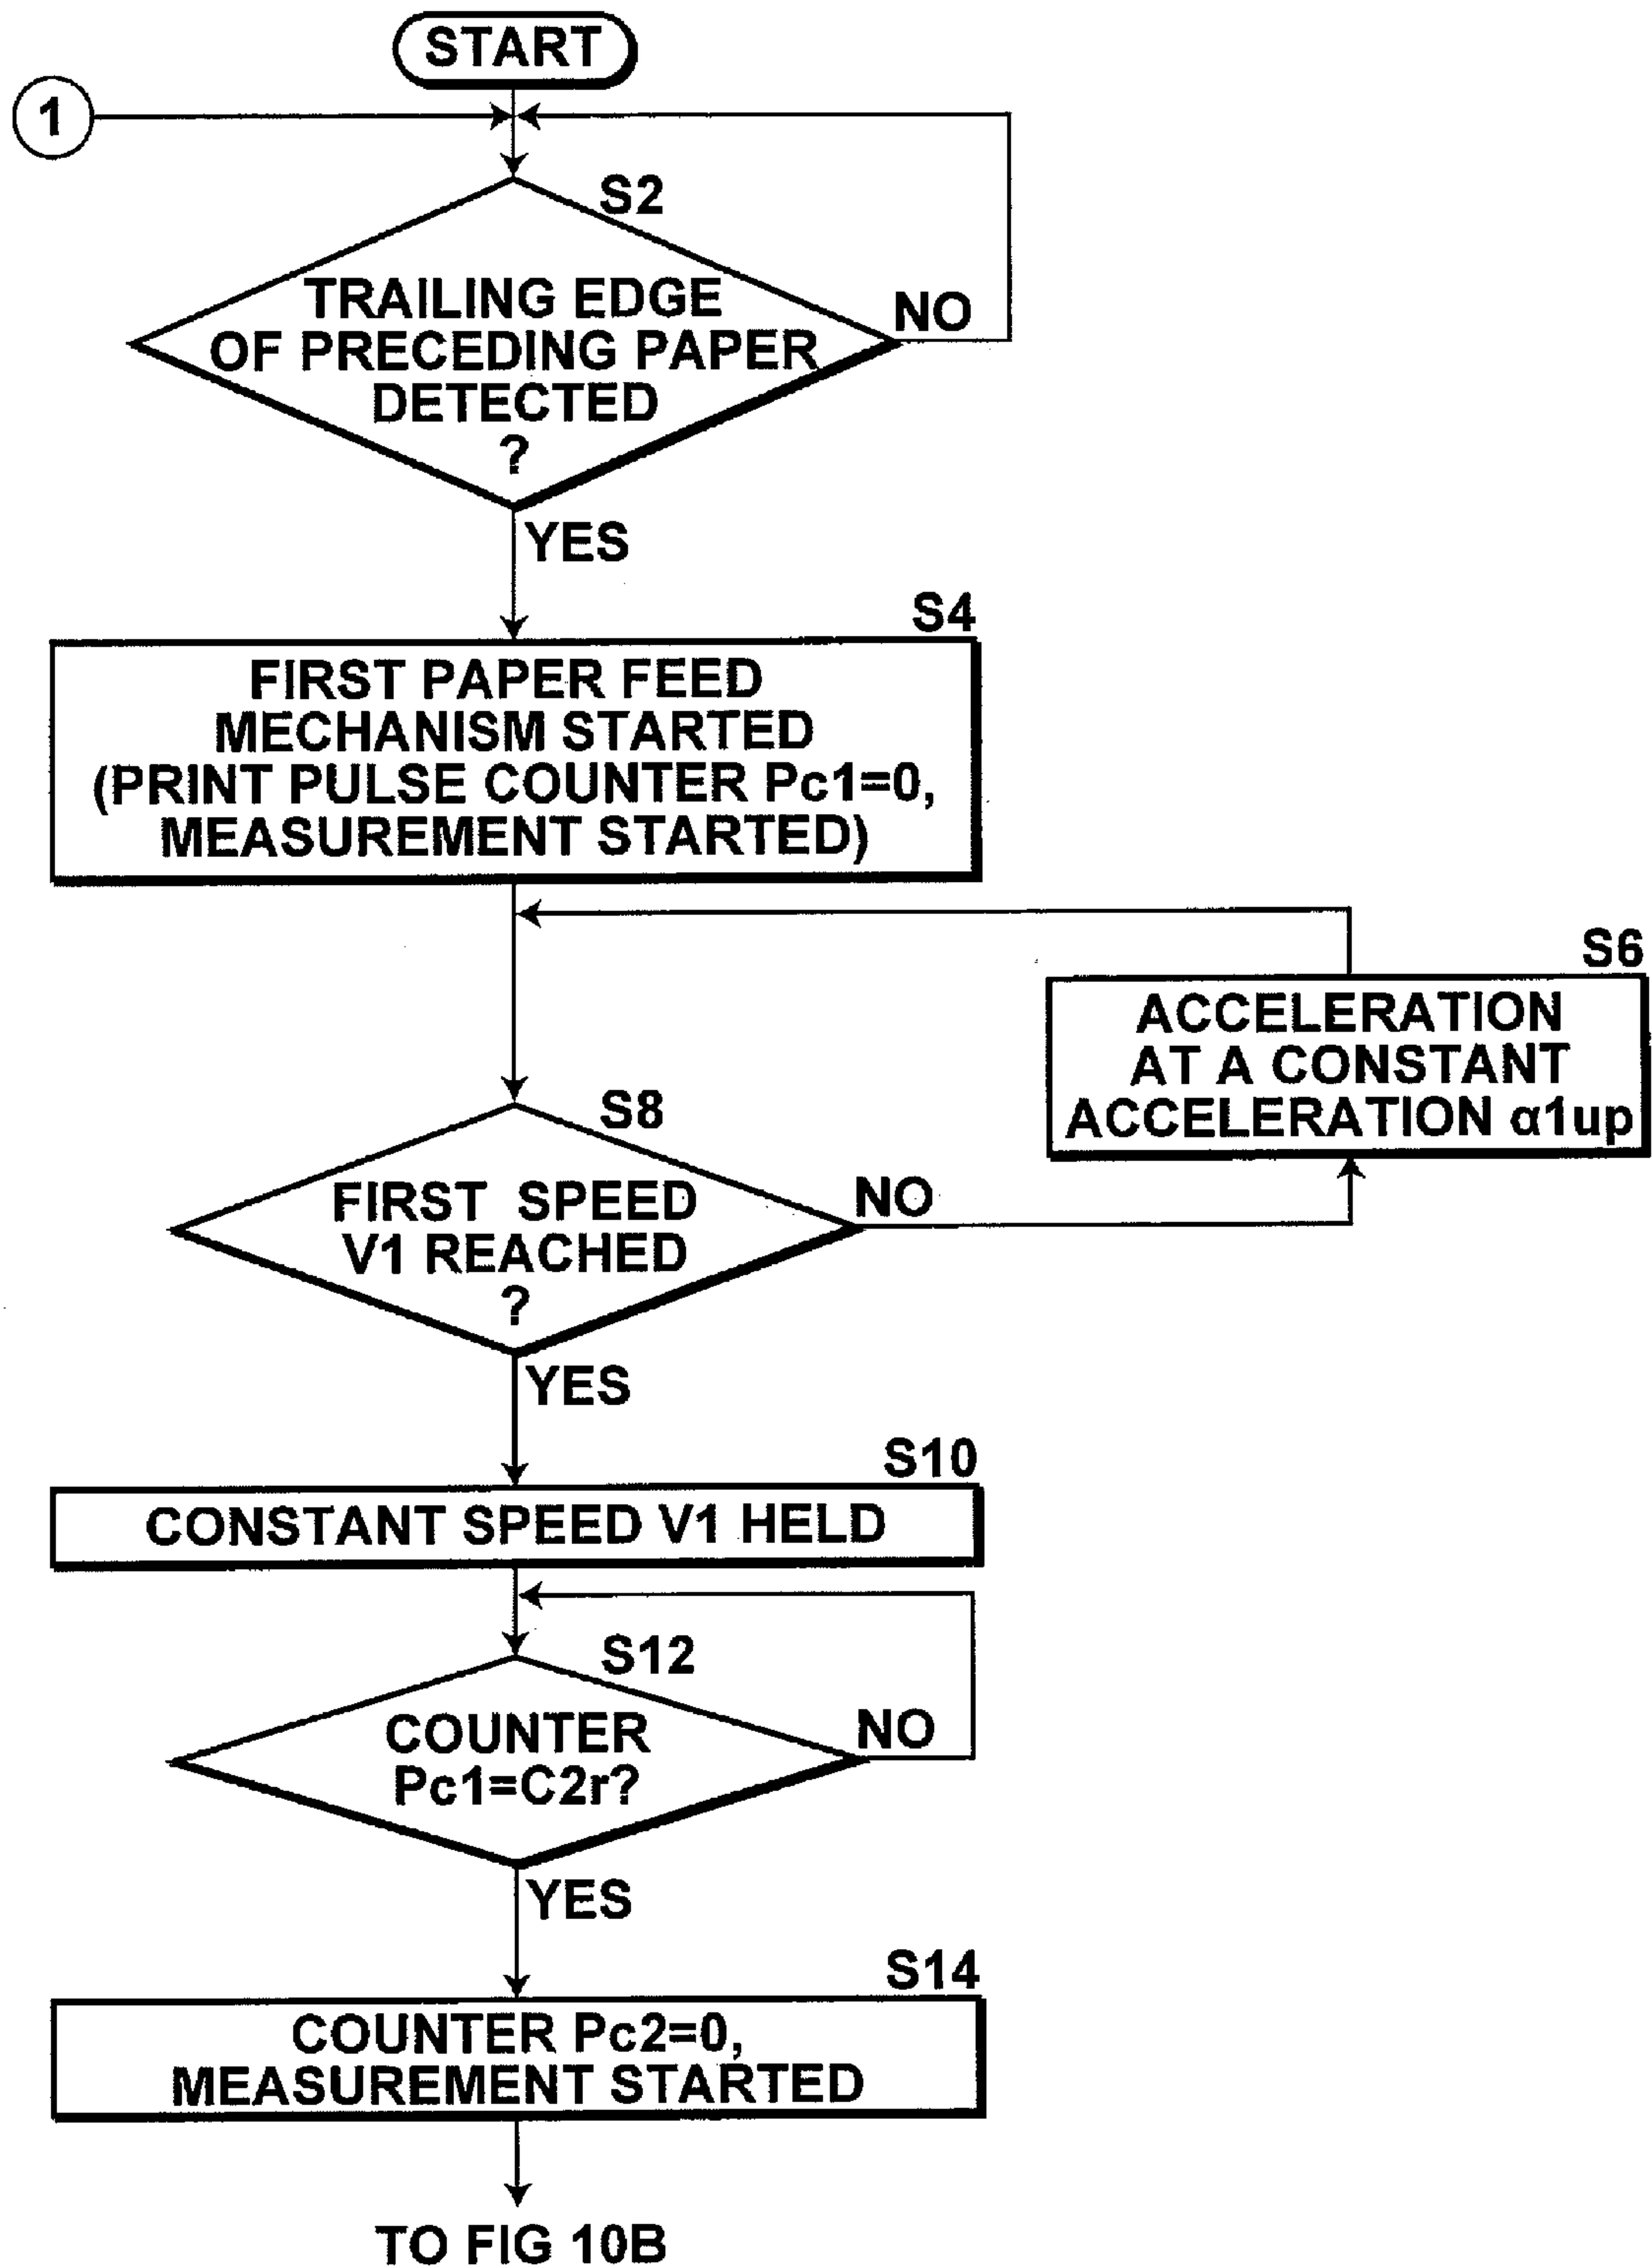 START
1
S2
TRAILING EDGE
OF PRECEDING PAPER
DETECTED
?
NO
YES
S4
FIRST PAPER FEED
MECHANISM STARTED
(PRINT PULSE COUNTER Pc1=0,
MEASUREMENT STARTED)
S6
ACCELERATION
AT A CONSTANT
ACCELERATION α1up
S8
FIRST SPEED
V1 REACHED
?
NO
YES
S10
CONSTANT SPEED V1 HELD
S12
COUNTER
Pc1=C2r?
NO
YES
S14
COUNTER Pc2=0,
MEASUREMENT STARTED
TO FIG 10B